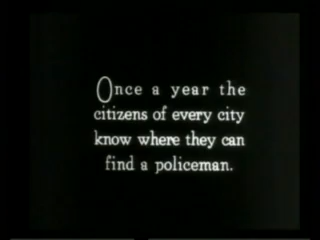 Once a year the
citizens of every city
know where they can
find a policeman.